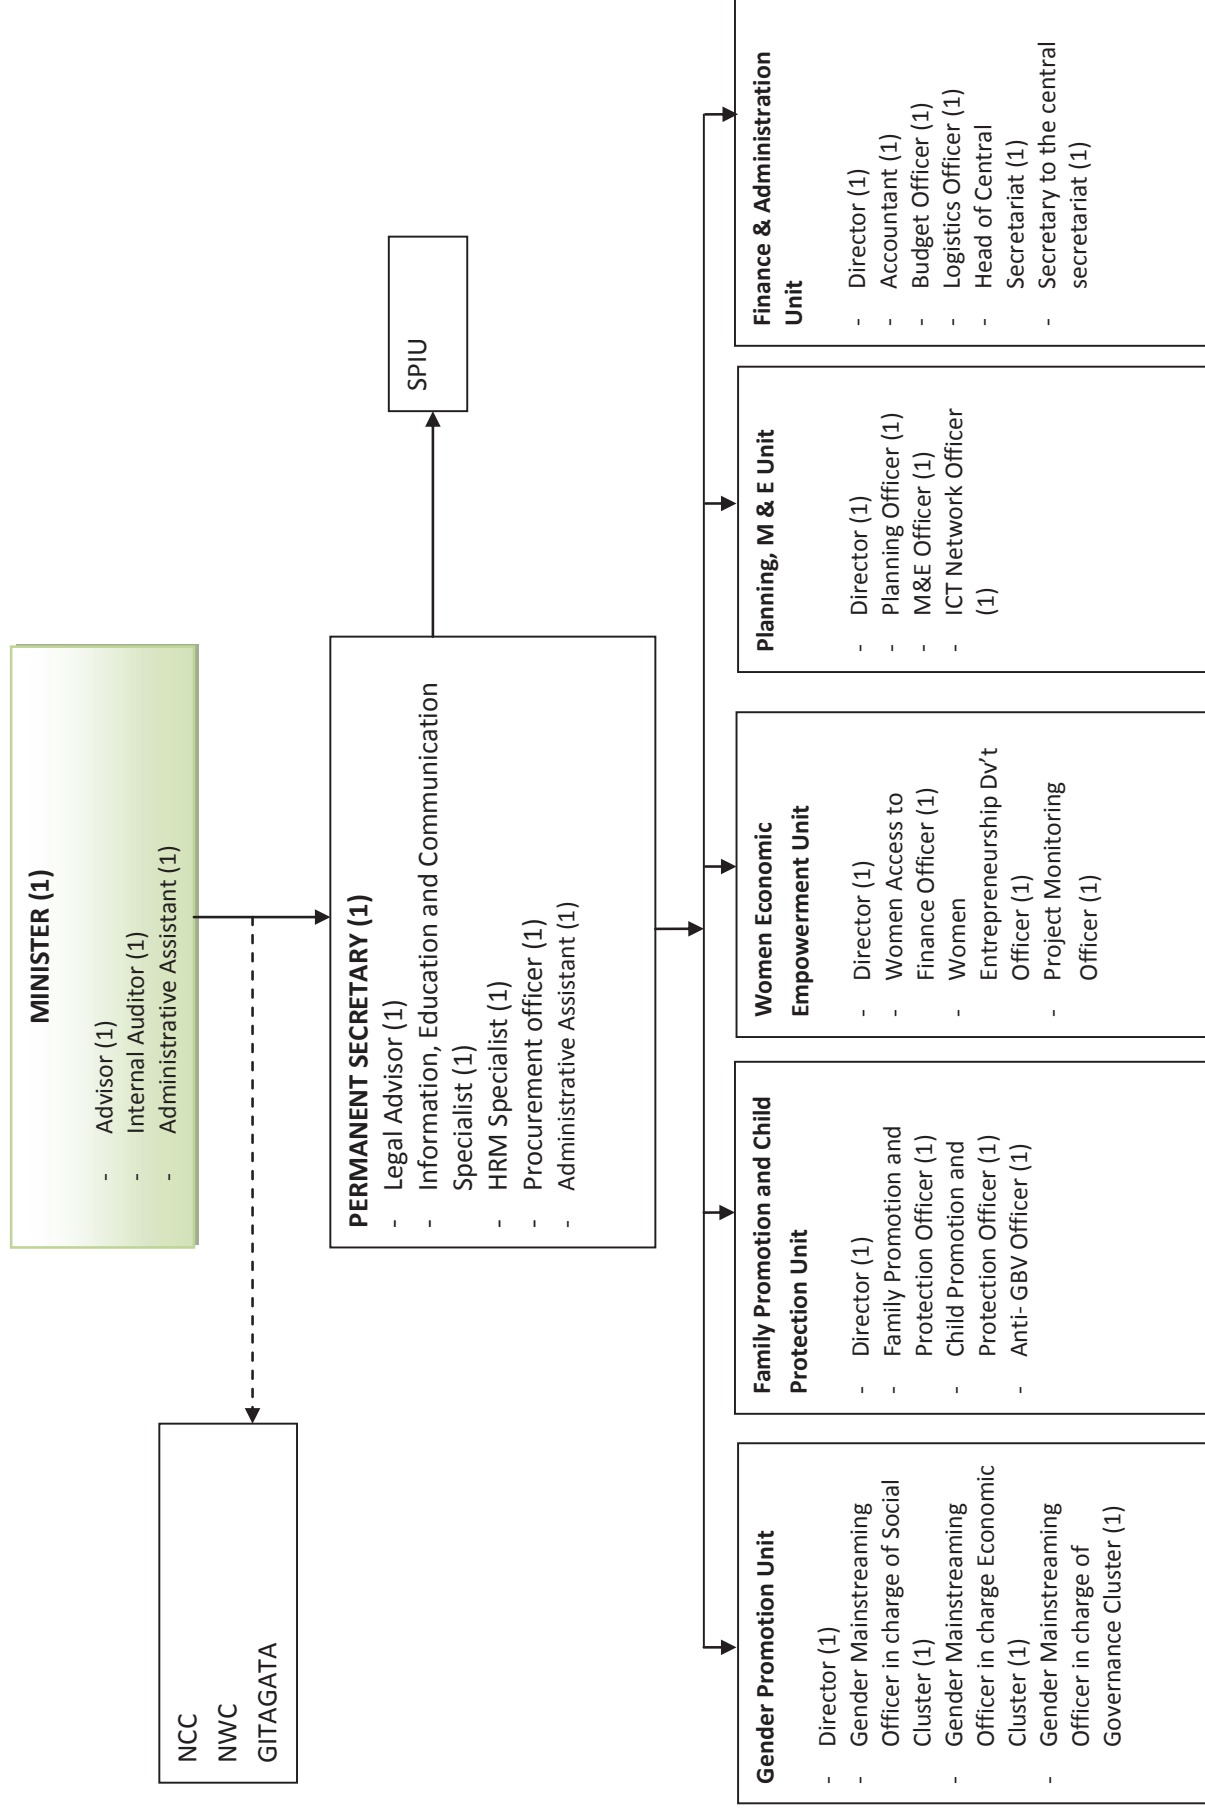 MINISTER (1)
- Advisor (1)
- Internal Auditor (1)
- Administrative Assistant (1)
NCC
NWC
GITAGATA
PERMANENT SECRETARY (1)
- Legal Advisor (1)
- Information, Education and Communication
Specialist (1)
- HRM Specialist (1)
- Procurement officer (1)
- Administrative Assistant (1)
SPIU
Gender Promotion Unit
- Director (1)
- Gender Mainstreaming
Officer in charge of Social
Cluster (1)
- Gender Mainstreaming
Officer in charge Economic
Cluster (1)
- Gender Mainstreaming
Officer in charge of
Governance Cluster (1)
Family Promotion and Child
Protection Unit
- Director (1)
- Family Promotion and
Protection Officer (1)
- Child Promotion and
Protection Officer (1)
- Anti- GBV Officer (1)
Women Economic
Empowerment Unit
- Director (1)
- Women Access to
Finance Officer (1)
- Women
Entrepreneurship Dv't
Officer (1)
- Project Monitoring
Officer (1)
Planning, M & E Unit
- Director (1)
- Planning Officer (1)
- M&E Officer (1)
- ICT Network Officer
(1)
Finance & Administration
Unit
- Director (1)
- Accountant (1)
- Budget Officer (1)
- Logistics Officer (1)
- Head of Central
Secretariat (1)
- Secretary to the central
secretariat (1)